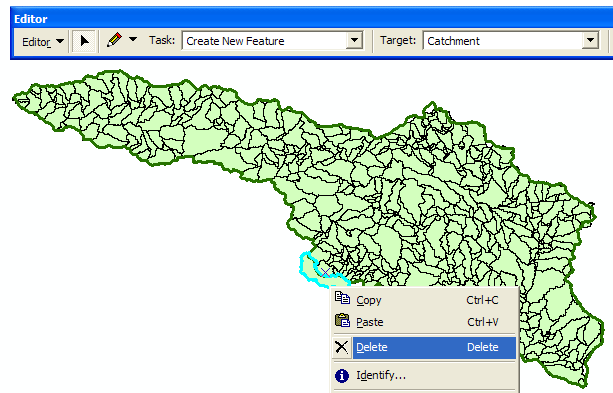 Editor
Editor Task: Create New Feature Target: Catchment
Copy Ctrl+C
Paste Ctrl+V
Delete Delete
Identify...